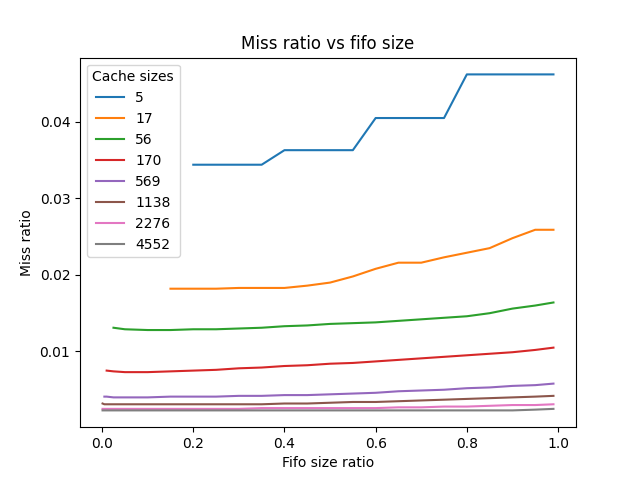 Miss ratio vs fifo size
Cache sizes
5
17
56
170
569
1138
2276
4552
0.04
0.03
0.02
0.01
Miss ratio
0.0 0.2 0.4 0.6 0.8 1.0
Fifo size ratio